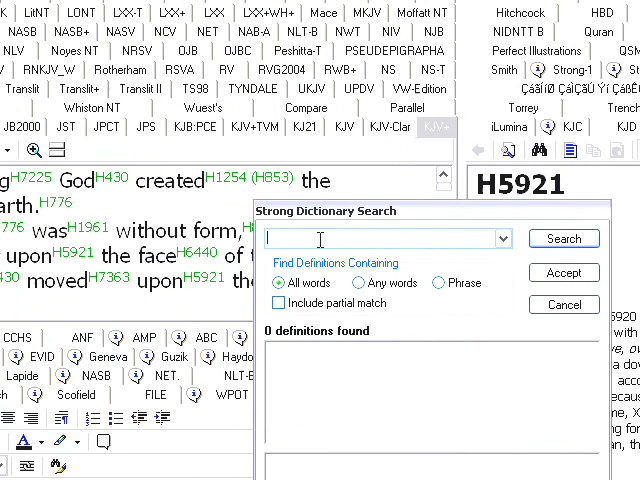 LitNT LONT LXX-T LXX+ LXX LXX+WH+ Mace MKJV Moffatt NT
NASB NASB+ NASV NCV NET NAB-A NLT-B NWT NIV NJB
NLV Noyes NT NRSV OJB OJBC Peshitta-T PSEUDEPIGRAPHA
RNKJV_W Rotherham RSVA RV RVG2004 RWB+ NS NS-T
Translit Translit+ Translit II TS98 TYNDALE UKJV UPDV VW-Edition
Whiston NT Wuest's Compare Parallel
JB2000 JST JPCT JPS KJB:PCE KJV+TVM KJ21 KJV KJV-Clar KJV+
Hitchcock HBD
NIDNTT B Quran
Perfect Illustrations QSM
Smith Strong-1 Stro
Torrey Trench
iLumina KJC KJD
gH7225 God H430 created H1254 (H853) the
arth. H776
776 was H1961 without form,
upon H5921 the face H6440 of t
430 moved H7363 upon H5921 the
H5921
Strong Dictionary Search
Search
Find Definitions Containing
All words Any words Phrase
Accept
Include partial match
Cancel
0 definitions found
CCHS ANF AMP ABC
EVID Geneva Guzik Haydo
Lapide NASB NET. NLT-B
ch Scofield FILE WPOT
A